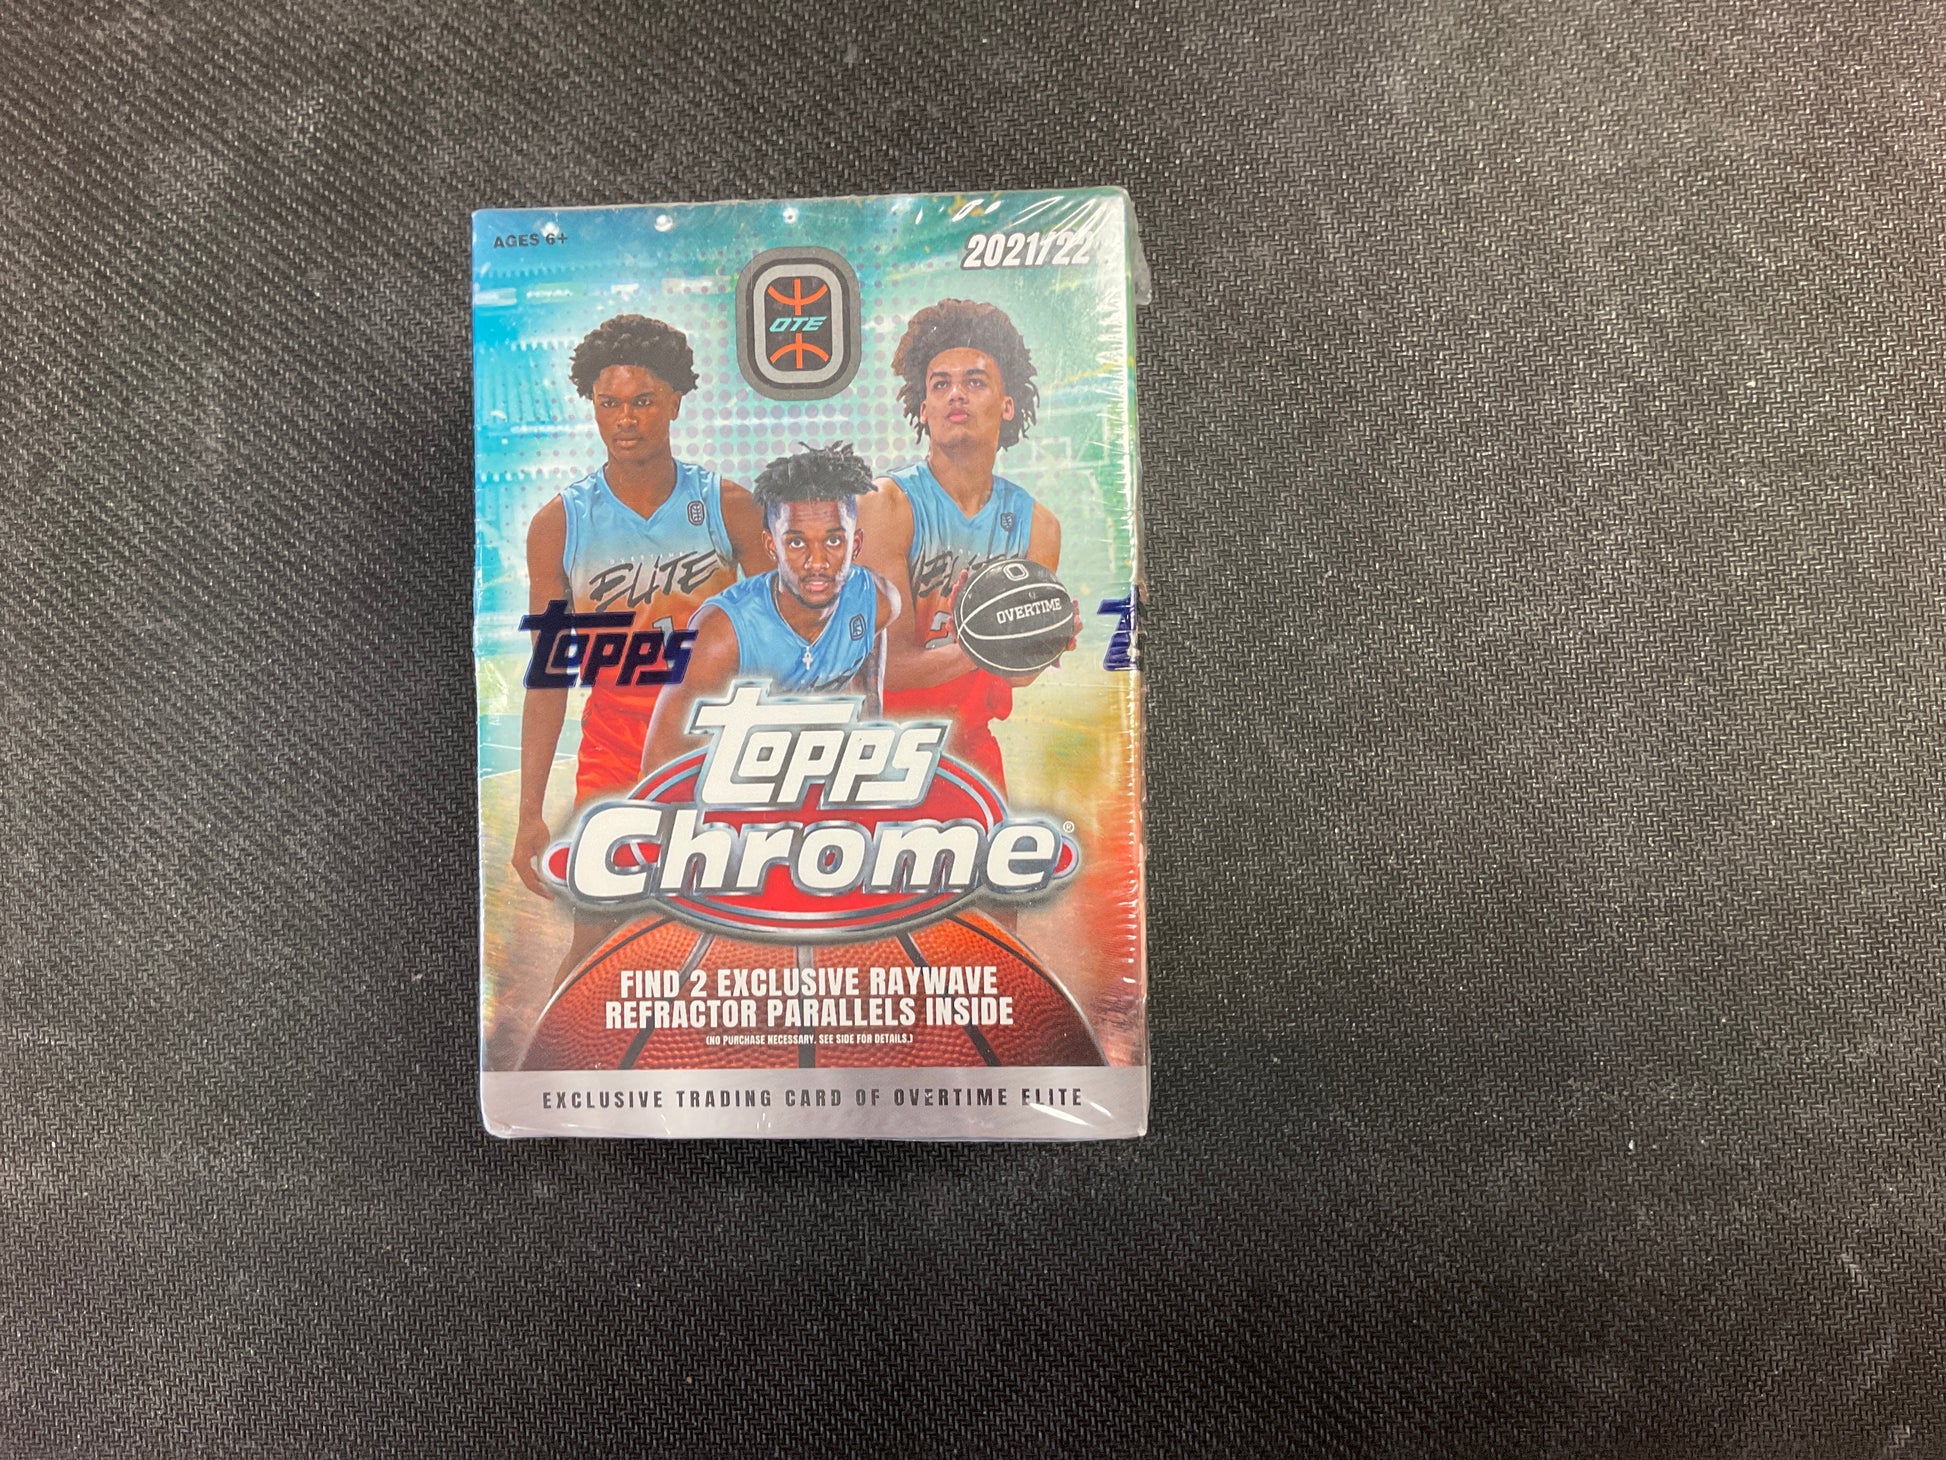 AGES 6+
2021/22
OTE
ELITE
ELITE
OVERTIME
topps
topps
Chrome®
FIND 2 EXCLUSIVE RAYWAVE
REFRACTOR PARALLELS INSIDE
(NO PURCHASE NECESSARY. SEE SIDE FOR DETAILS.)
EXCLUSIVE TRADING CARD OF OVERTIME ELITE